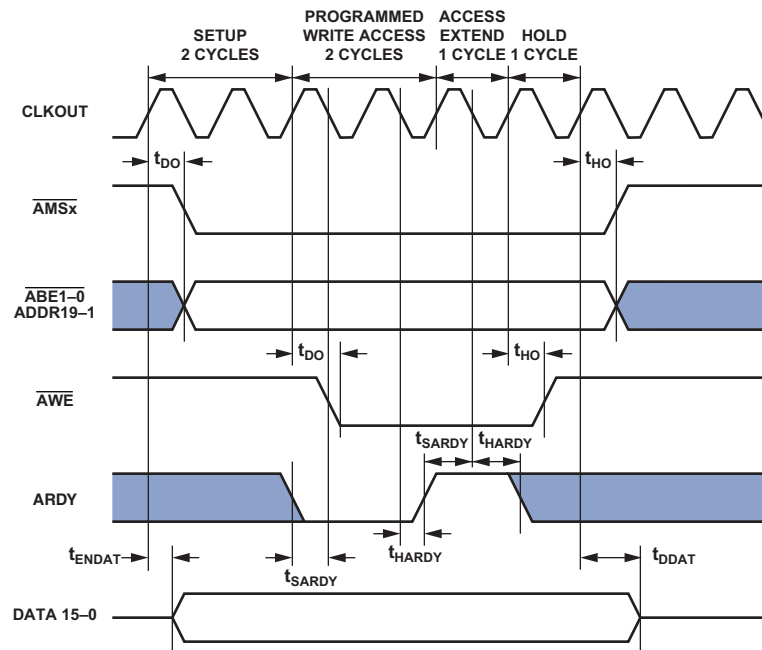 SETUP
2 CYCLES
PROGRAMMED
WRITE ACCESS
2 CYCLES
ACCESS
EXTEND
1 CYCLE
HOLD
1 CYCLE
CLKOUT
tDO
tHO
AMSx
ABE1–0
ADDR19–1
tDO
tHO
AWE
tSARDY
tHARDY
ARDY
tENDAT
tSARDY
tHARDY
tDDAT
DATA 15–0